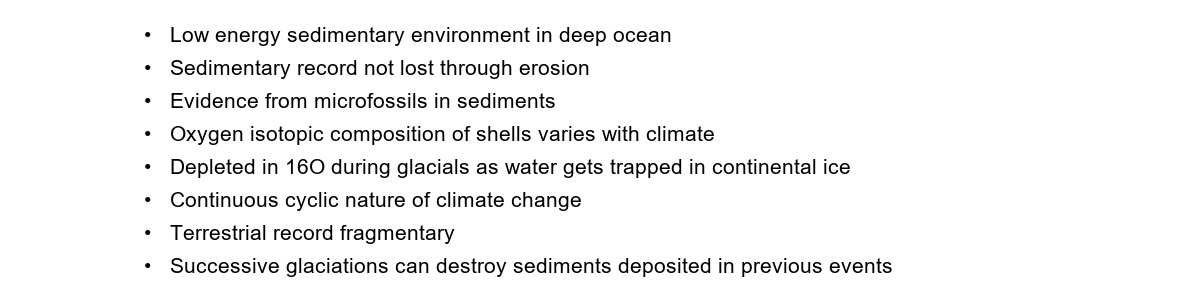 • Low energy sedimentary environment in deep ocean
• Sedimentary record not lost through erosion
• Evidence from microfossils in sediments
• Oxygen isotopic composition of shells varies with climate
• Depleted in 16O during glacials as water gets trapped in continental ice
• Continuous cyclic nature of climate change
• Terrestrial record fragmentary
• Successive glaciations can destroy sediments deposited in previous events